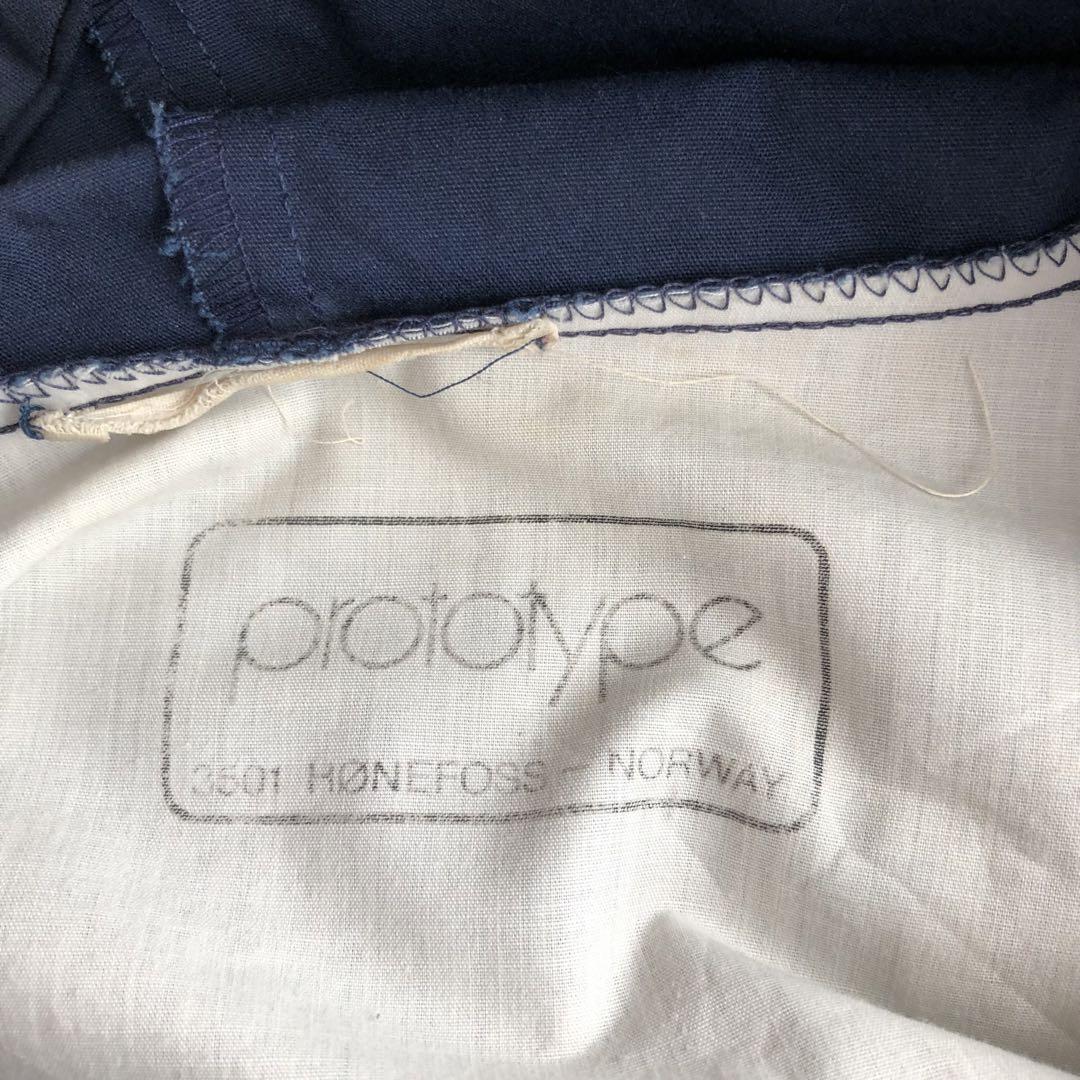 prototype
3501 HØNEFOSS - NORWAY